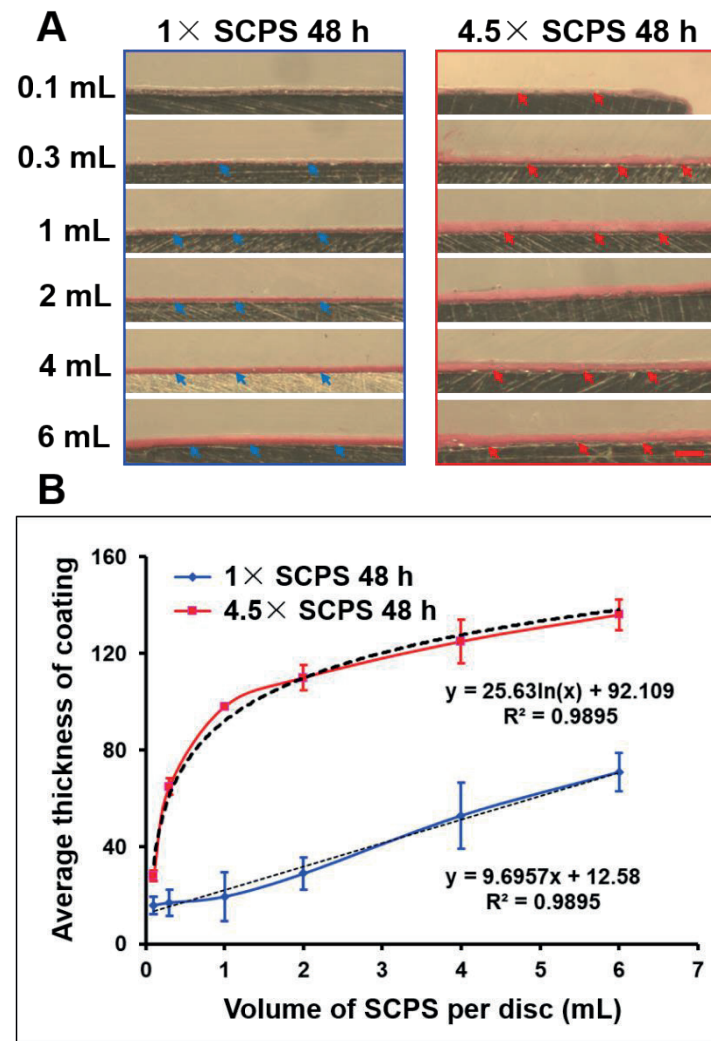 A
1× SCPS 48 h
4.5× SCPS 48 h
0.1 mL
0.3 mL
1 mL
2 mL
4 mL
6 mL
B
160
120
80
40
0
Average thickness of coating
1× SCPS 48 h
4.5× SCPS 48 h
y = 25.63ln(x) + 92.109
R² = 0.9895
y = 9.6957x + 12.58
R² = 0.9895
0 1 2 3 4 5 6 7
Volume of SCPS per disc (mL)